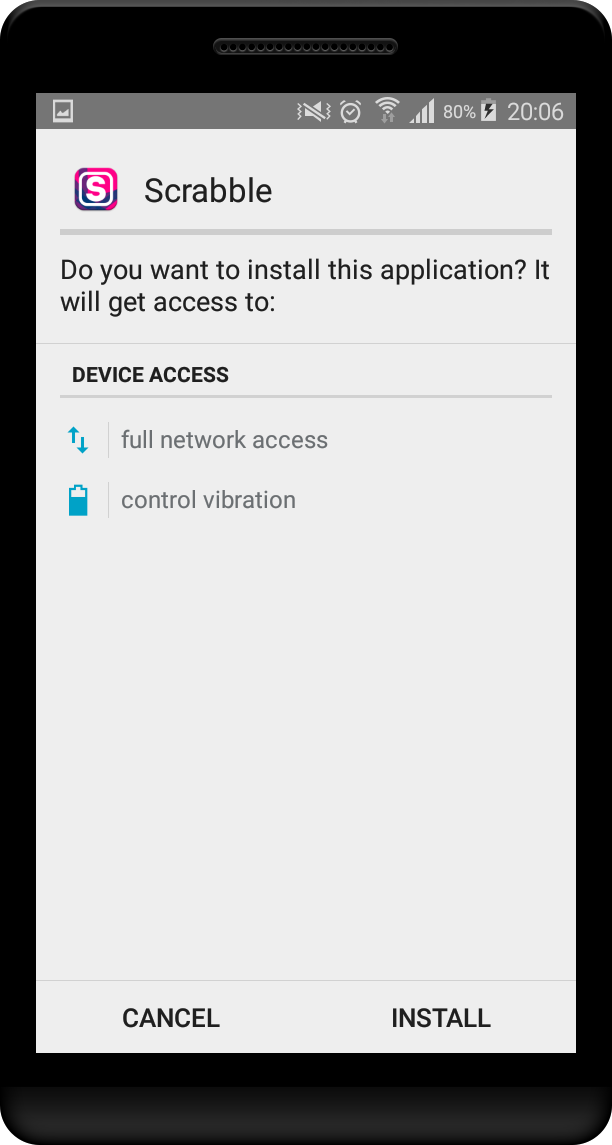 80% 20:06
S
Scrabble
Do you want to install this application? It
will get access to:
DEVICE ACCESS
full network access
control vibration
CANCEL INSTALL